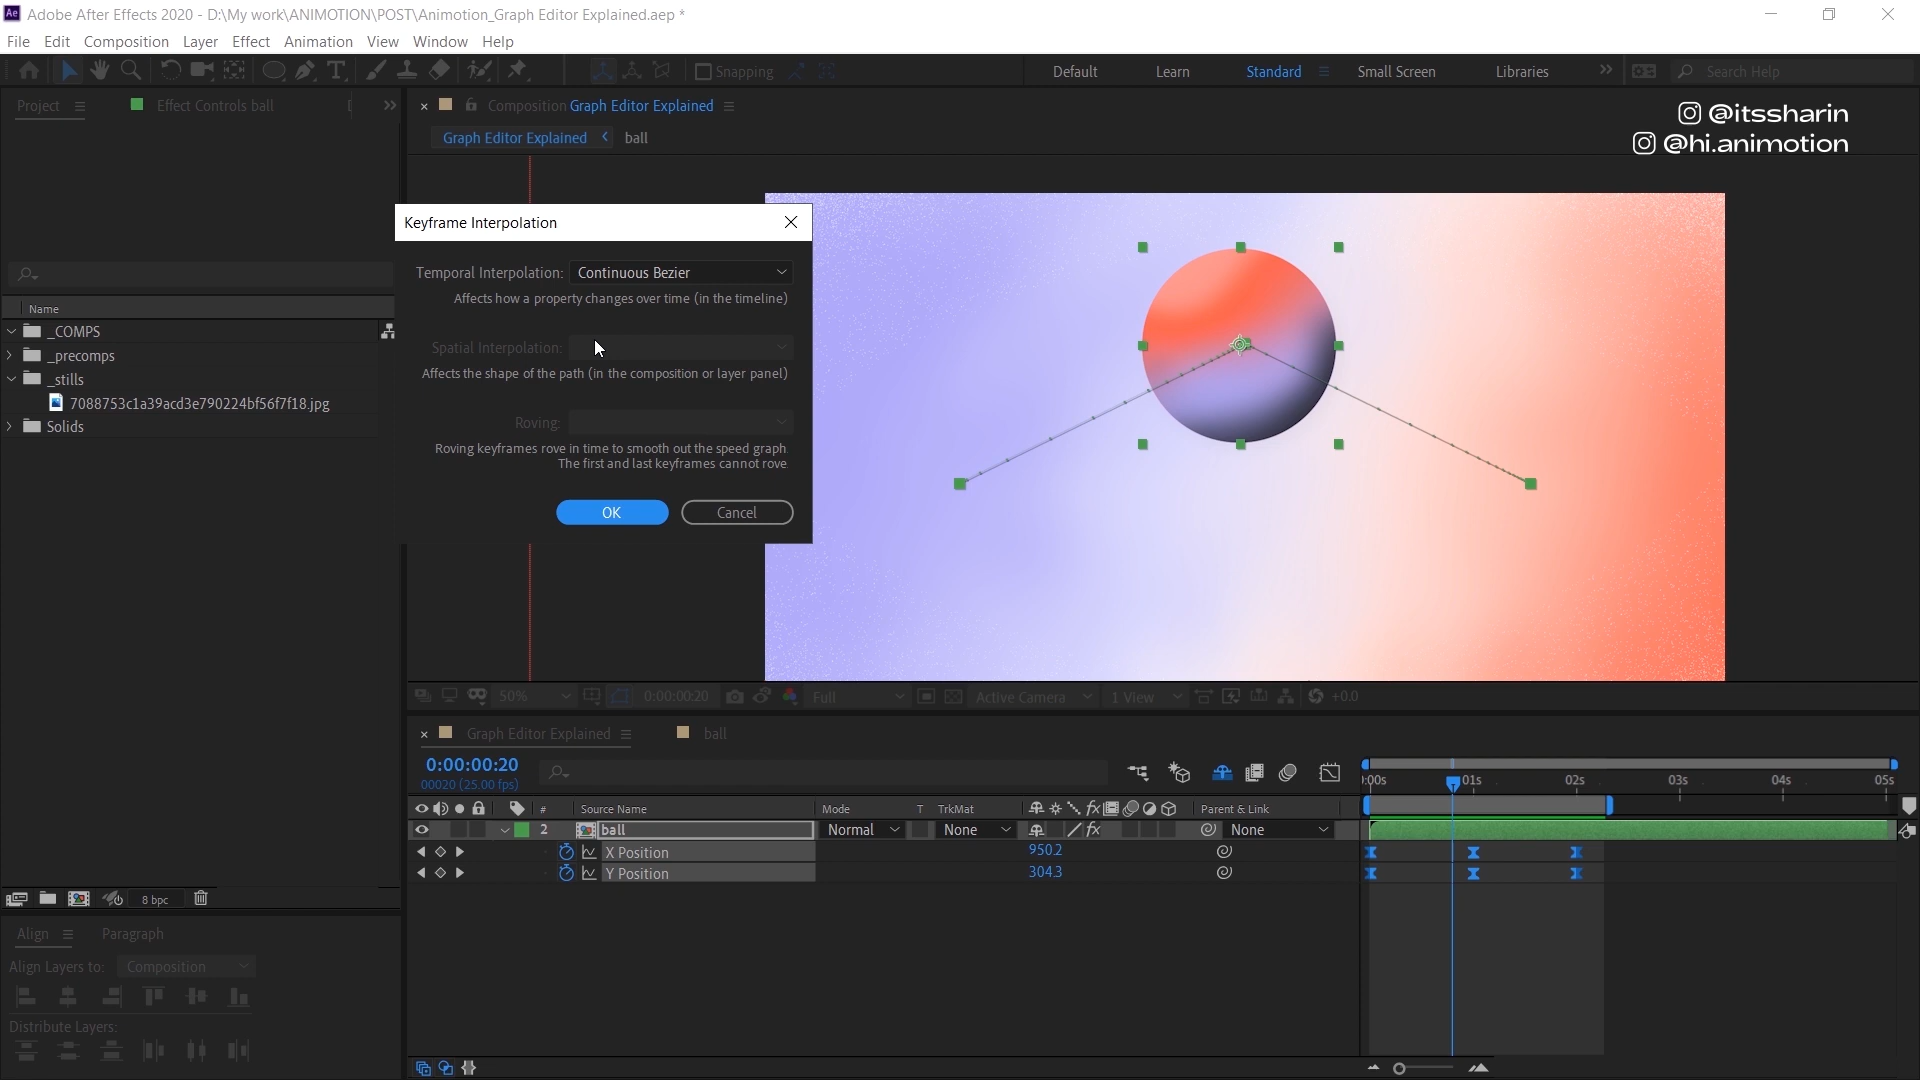 Adobe After Effects 2020 - D:\My work\ANIMOTION\POST\Animotion_Graph Editor Explained.aep *
File Edit Composition Layer Effect Animation View Window Help
Snapping Default Learn Standard Small Screen Libraries Search Help
Project Effect Controls ball
Composition Graph Editor Explained
Graph Editor Explained ball
@itssharin
@hi.animotion
Keyframe Interpolation
Temporal Interpolation: Continuous Bezier
Affects how a property changes over time (in the timeline)
Spatial Interpolation:
Affects the shape of the path (in the composition or layer panel)
Roving:
Roving keyframes rove in time to smooth out the speed graph.
The first and last keyframes cannot rove.
OK Cancel
Name
_COMPS
_precomps
_stills
7088753c1a39acd3e790224bf56f7f18.jpg
Solids
8 bpc
50% 0:00:00:20 Full Active Camera 1 View +0.0
Graph Editor Explained ball
0:00:00:20
00020 (25.00 fps)
:00s 01s 02s 03s 04s 05s
# Source Name Mode T TrkMat Parent & Link
2 ball Normal None None
X Position 950.2
Y Position 304.3
Align Paragraph
Align Layers to: Composition
Distribute Layers: